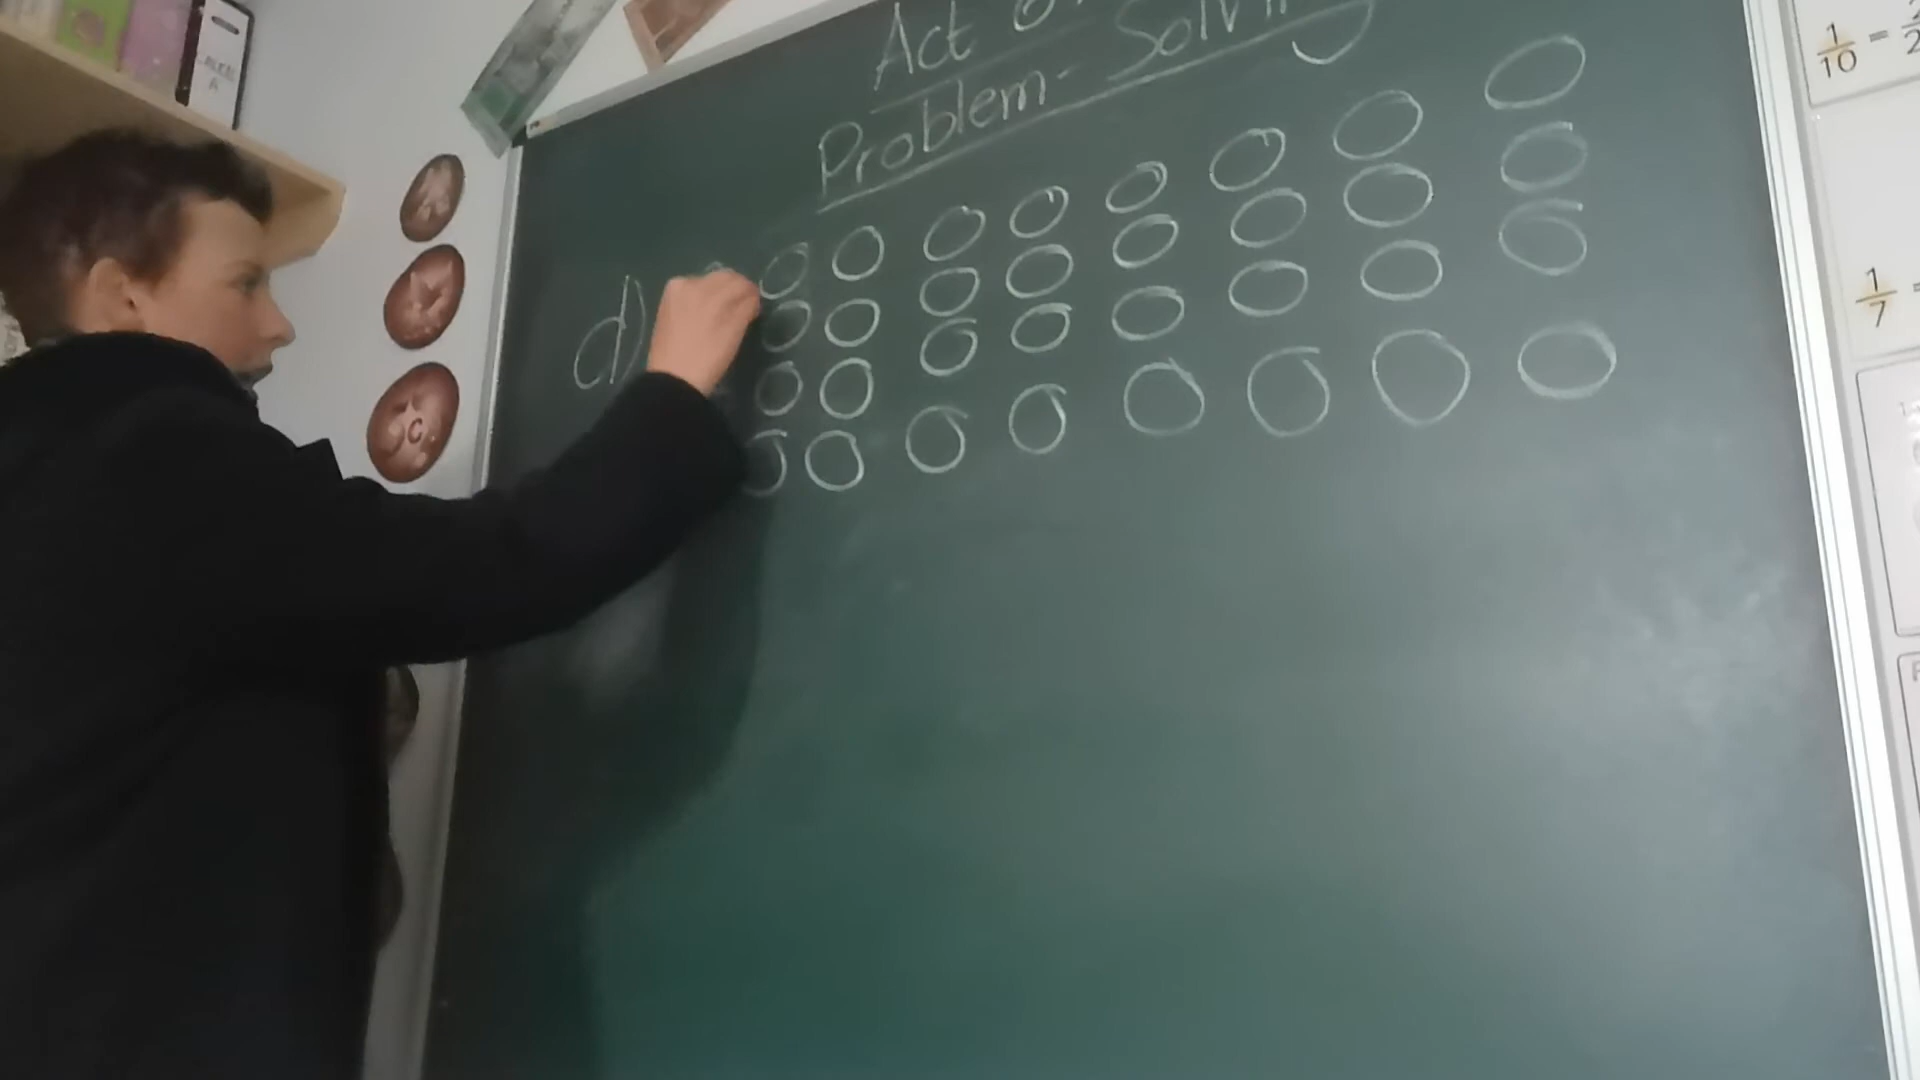 Act
Problem-Solving
d)
1/10 =
1/7 =
C